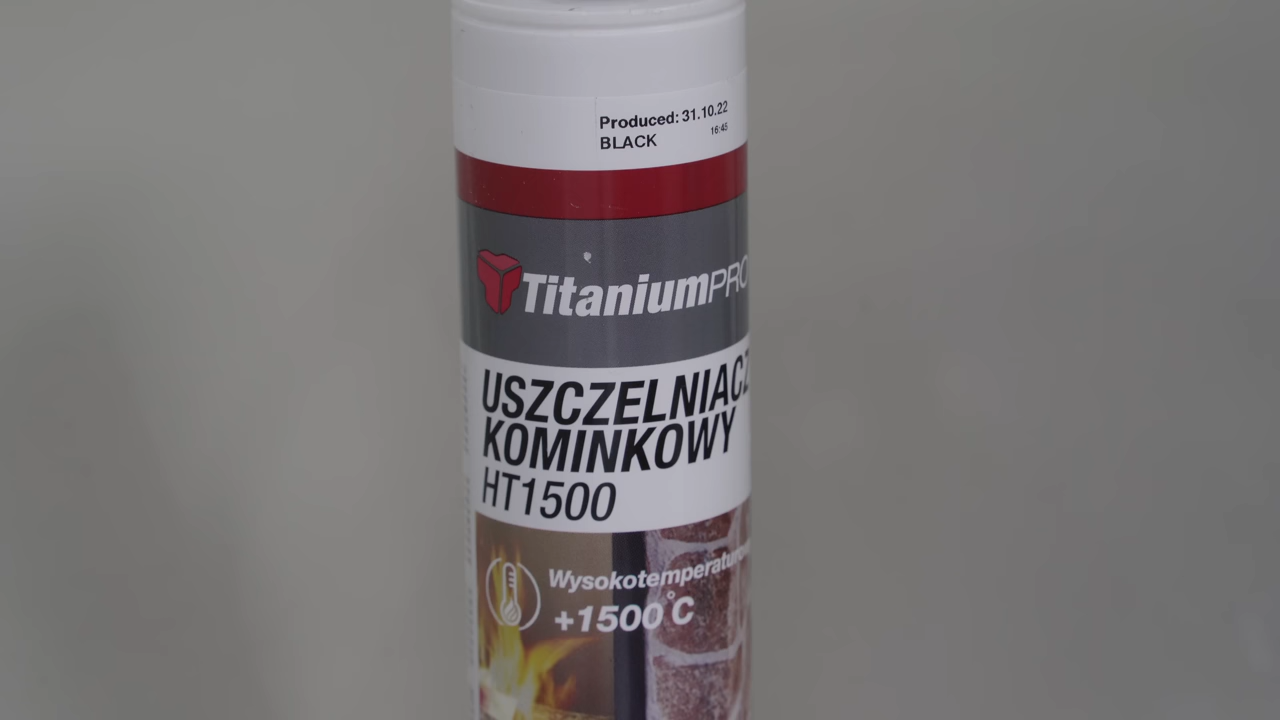 Produced: 31.10.22
BLACK 16:45
TitaniumPRO
USZCZELNIACZ
KOMINKOWY
HT1500
+1500°C